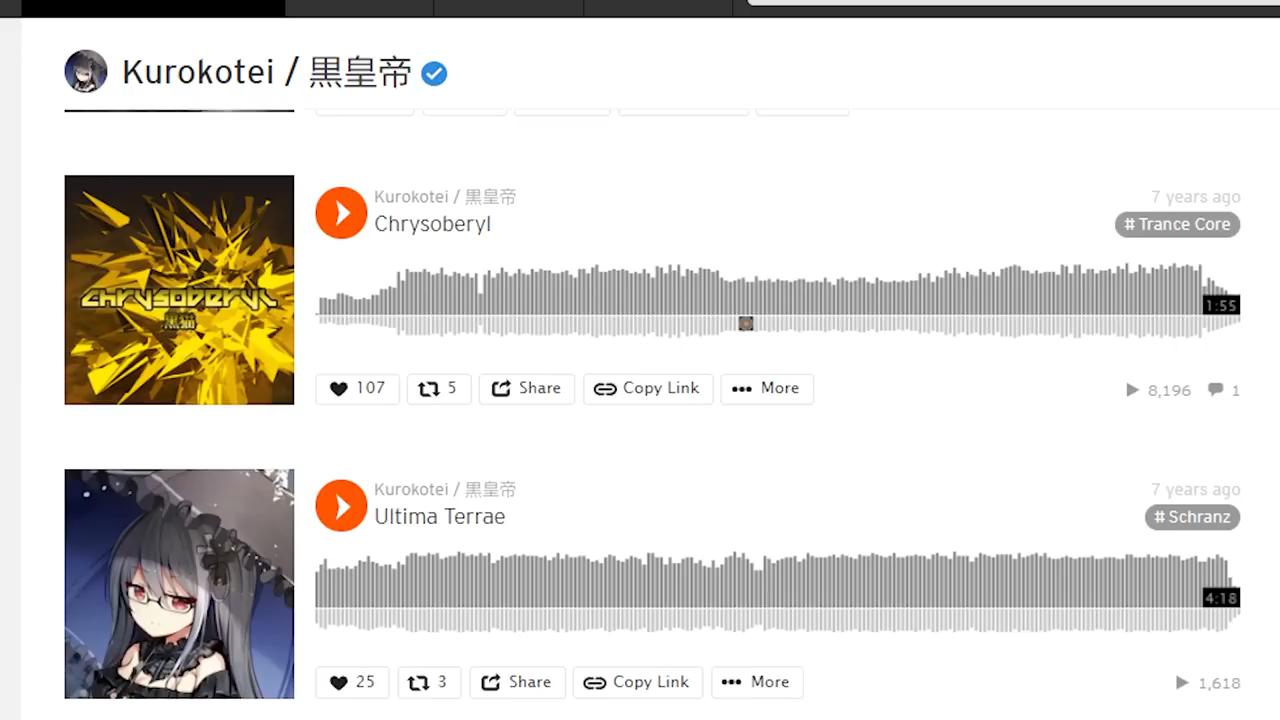 Kurokotei / 黒皇帝
Kurokotei / 黒皇帝
7 years ago
Chrysoberyl
# Trance Core
CHRYSOBERYL
黒猫
1:55
107
5
Share
Copy Link
More
8,196
1
Kurokotei / 黒皇帝
7 years ago
Ultima Terrae
# Schranz
4:18
25
3
Share
Copy Link
More
1,618